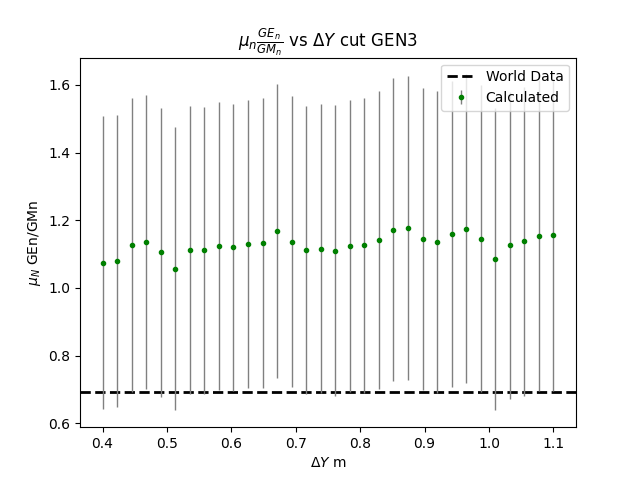 μₙ GEₙ/GMₙ vs ΔY cut GEN3
World Data
Calculated
μ_N GEn/GMn
1.6
1.4
1.2
1.0
0.8
0.6
0.4 0.5 0.6 0.7 0.8 0.9 1.0 1.1
ΔY m